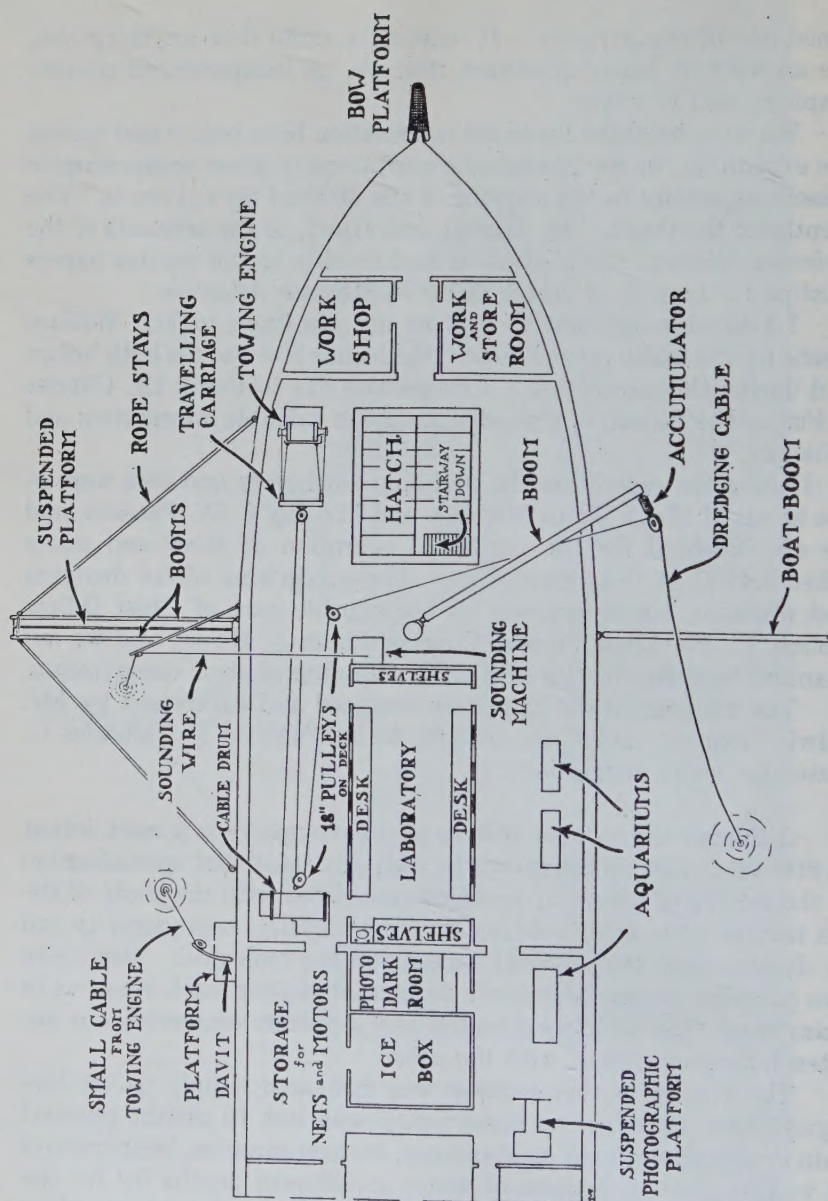 SUSPENDED
PLATFORM
ROPE STAYS
BOOMS
TRAVELLING
CARRIAGE
TOWING ENGINE
BOW
PLATFORM
SMALL CABLE
FROM
TOWING ENGINE
SOUNDING
WIRE
PLATFORM
DAVIT
CABLE DRUM
18" PULLEYS
ON DECK
WORK
SHOP
HATCH
STAIRWAY
DOWN
WORK
AND
STORE
ROOM
STORAGE
for
NETS and MOTORS
PHOTO
DARK
ROOM
ICE
BOX
SHELVES
DESK
LABORATORY
DESK
SHELVES
SOUNDING
MACHINE
BOOM
ACCUMULATOR
DREDGING CABLE
BOAT-BOOM
AQUARIUMS
SUSPENDED
PHOTOGRAPHIC
PLATFORM